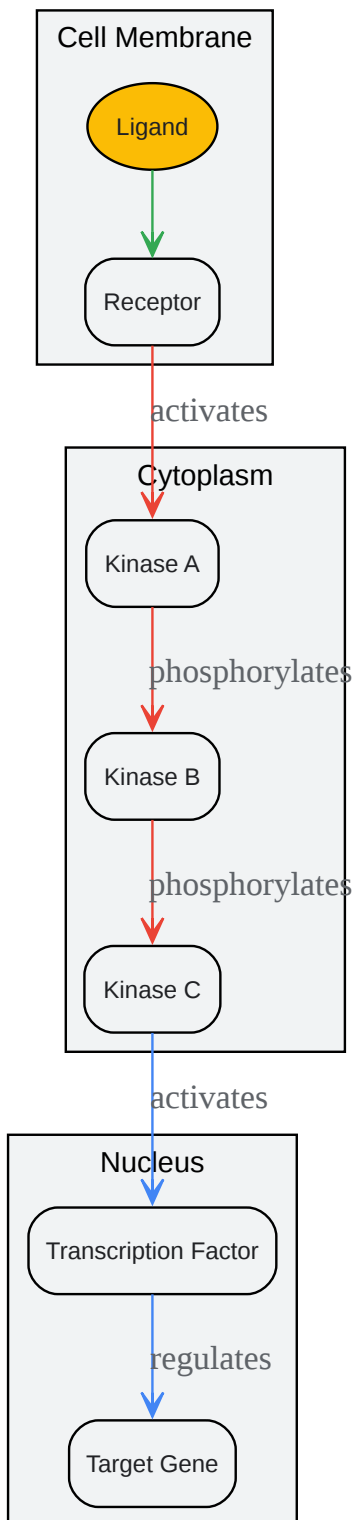 Cell Membrane
Ligand
Receptor
activates
Cytoplasm
Kinase A
phosphorylates
Kinase B
phosphorylates
Kinase C
activates
Nucleus
Transcription Factor
regulates
Target Gene